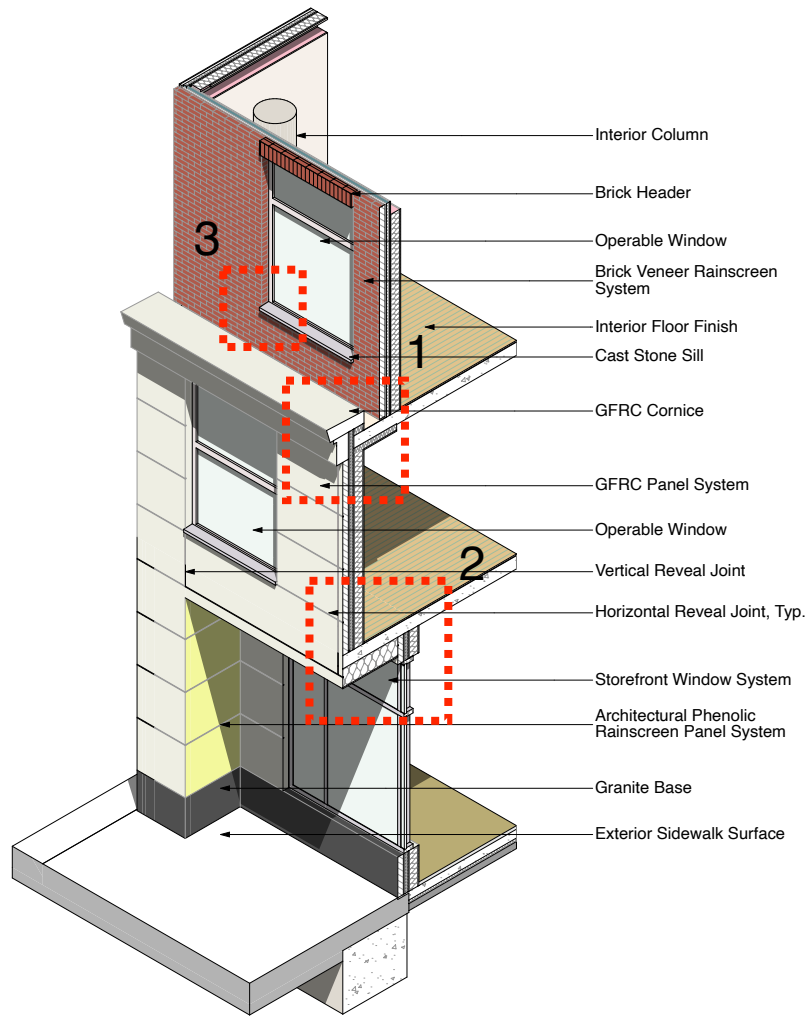 Interior Column
Brick Header
3
Operable Window
Brick Veneer Rainscreen
System
Interior Floor Finish
1
Cast Stone Sill
GFRC Cornice
GFRC Panel System
Operable Window
2
Vertical Reveal Joint
Horizontal Reveal Joint, Typ.
Storefront Window System
Architectural Phenolic
Rainscreen Panel System
Granite Base
Exterior Sidewalk Surface